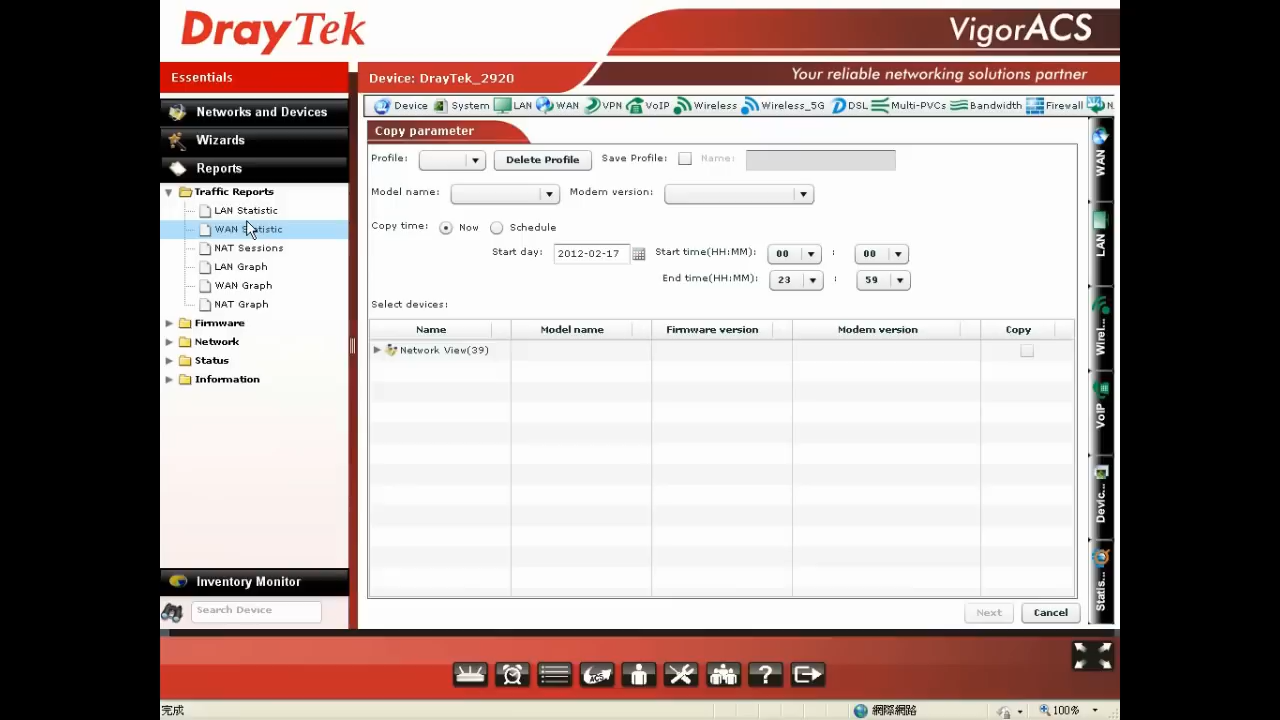 DrayTek
VigorACS
Essentials
Device: DrayTek_2920
Your reliable networking solutions partner
Device System LAN WAN VPN VoIP Wireless Wireless_5G DSL Multi-PVCs Bandwidth Firewall N
Networks and Devices
Wizards
Reports
Traffic Reports
LAN Statistic
WAN Statistic
NAT Sessions
LAN Graph
WAN Graph
NAT Graph
Firmware
Network
Status
Information
Inventory Monitor
Search Device
Copy parameter
Profile: Delete Profile Save Profile: Name:
Model name: Modem version:
Copy time: Now Schedule
Start day: 2012-02-17 Start time(HH:MM): 00 : 00
End time(HH:MM): 23 : 59
Select devices:
Name Model name Firmware version Modem version Copy
Network View(39)
Next Cancel
WAN
LAN
Wirel...
VoIP
Devic...
Statis...
ACS
?
完成
網際網路
100%